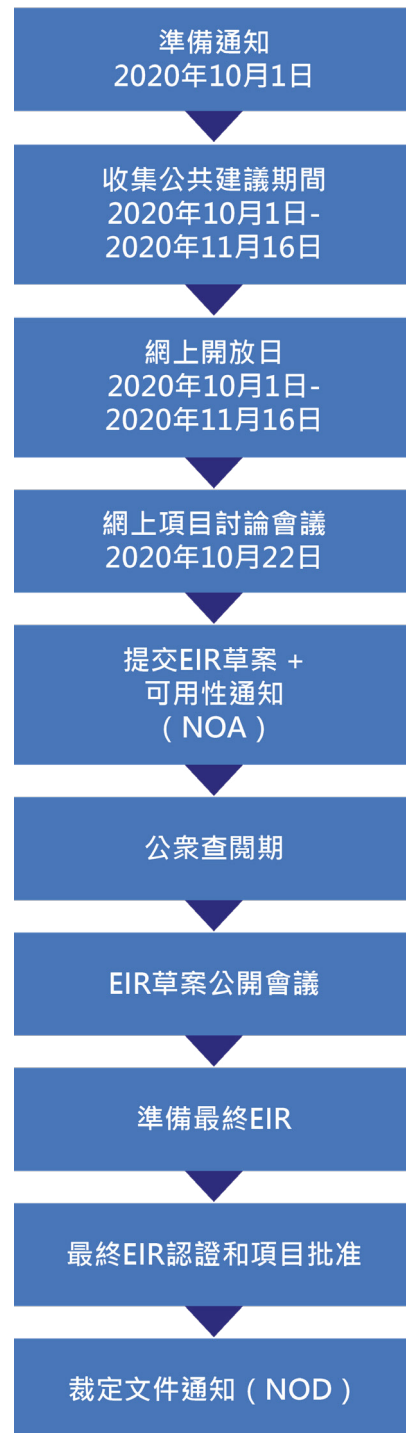 準備通知
2020年10月1日
收集公共建議期間
2020年10月1日-
2020年11月16日
網上開放日
2020年10月1日-
2020年11月16日
網上項目討論會議
2020年10月22日
提交EIR草案 +
可用性通知
（NOA）
公衆查閲期
EIR草案公開會議
準備最終EIR
最終EIR認證和項目批准
裁定文件通知（NOD）